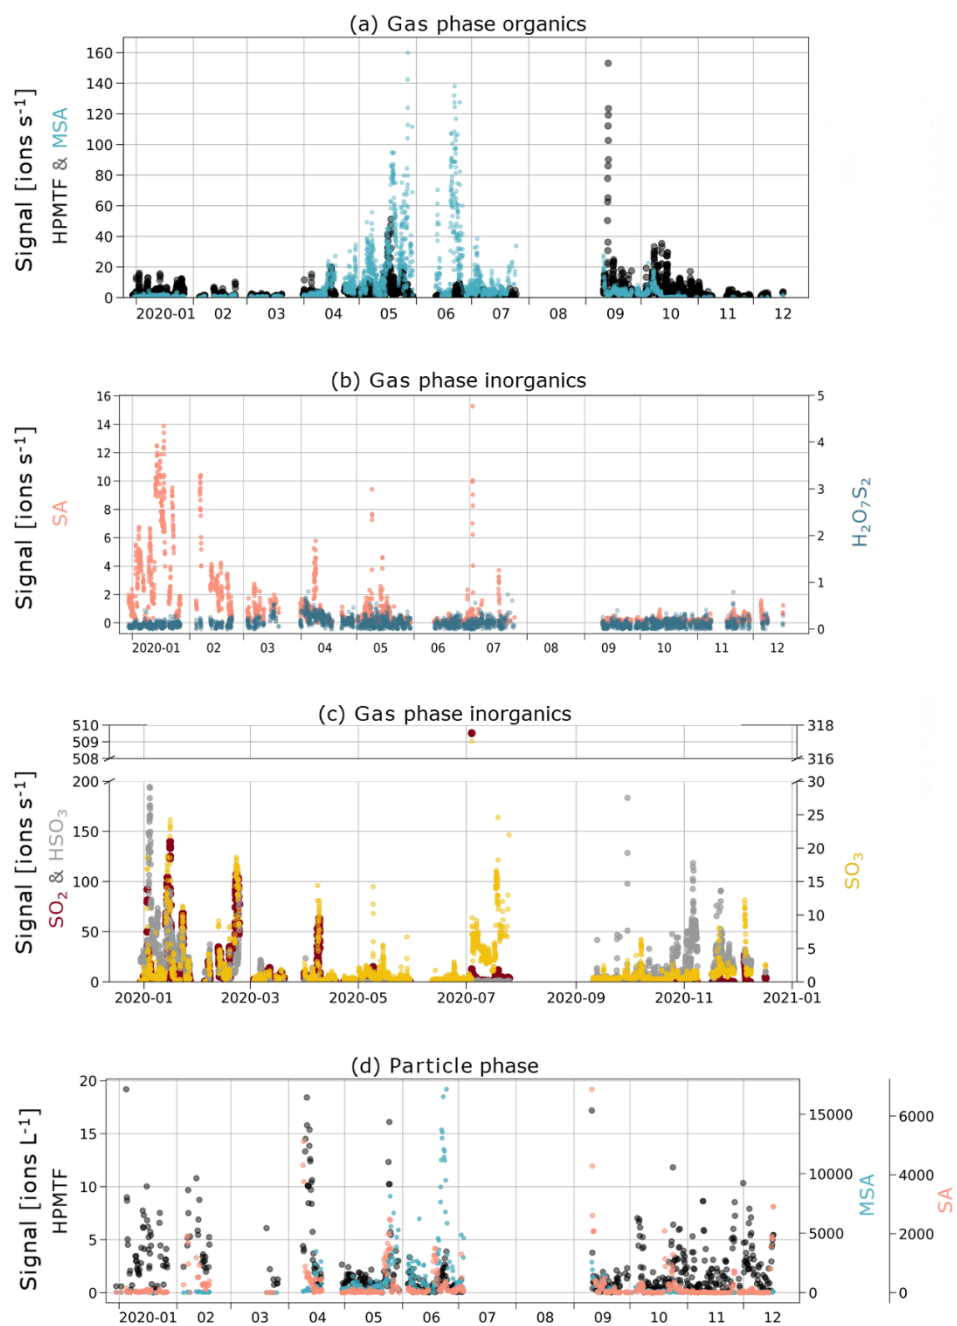 (a) Gas phase organics
Signal [ions s⁻¹]
HPMTF & MSA
160
140
120
100
80
60
40
20
0
2020-01 02 03 04 05 06 07 08 09 10 11 12
(b) Gas phase inorganics
Signal [ions s⁻¹]
SA
16
14
12
10
8
6
4
2
0
5
4
3
2
1
0
H₂O₇S₂
2020-01 02 03 04 05 06 07 08 09 10 11 12
(c) Gas phase inorganics
Signal [ions s⁻¹]
SO₂ & HSO₃
510
509
508
200
150
100
50
0
318
316
30
25
20
15
10
5
0
SO₃
2020-01 2020-03 2020-05 2020-07 2020-09 2020-11 2021-01
(d) Particle phase
Signal [ions L⁻¹]
HPMTF
20
15
10
5
0
15000
10000
5000
0
MSA
6000
4000
2000
0
SA
2020-01 02 03 04 05 06 07 08 09 10 11 12